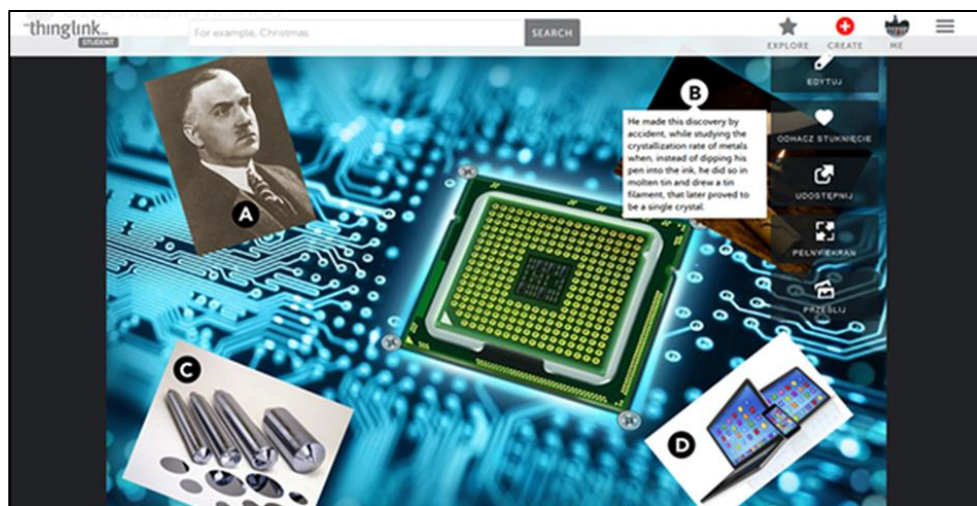 thinglink..
STUDENT
For example, Christmas
SEARCH
EXPLORE
CREATE
ME
EDYTUJ
ODHACZ STUKNIĘCIE
UDOSTĘPNIJ
PEŁNY EKRAN
PRZEŚLIJ
A
B
He made this discovery by
accident, while studying the
crystallization rate of metals
when, instead of dipping his
pen into the ink, he did so in
molten tin and drew a tin
filament, that later proved to
be a single crystal.
C
D